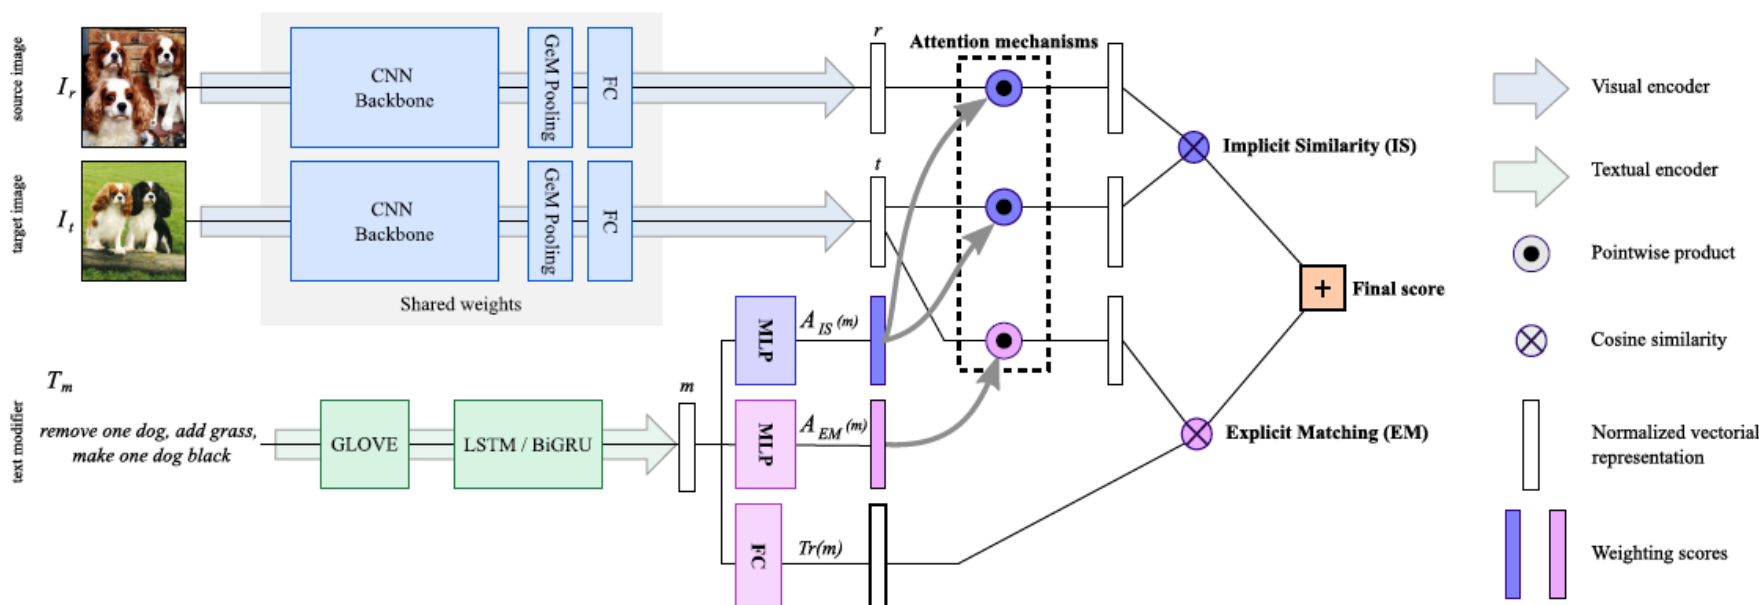 source image
I_r
CNN
Backbone
GeM Pooling
FC
r
Attention mechanisms
Implicit Similarity (IS)
target image
I_t
CNN
Backbone
GeM Pooling
FC
t
Shared weights
Final score
text modifier
T_m
remove one dog, add grass,
make one dog black
GLOVE
LSTM / BiGRU
m
MLP
A_IS (m)
MLP
A_EM (m)
FC
Tr(m)
Explicit Matching (EM)
+
Visual encoder
Textual encoder
Pointwise product
Cosine similarity
Normalized vectorial
representation
Weighting scores